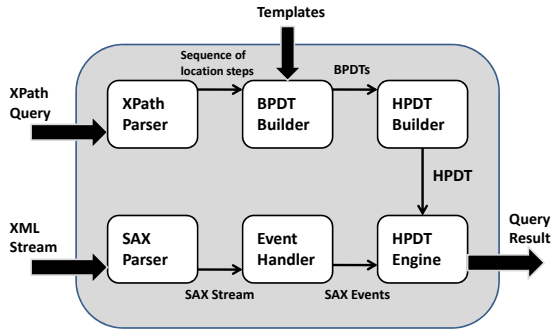 Templates
Sequence of
location steps
BPDTs
XPath
Query
XPath
Parser
BPDT
Builder
HPDT
Builder
HPDT
XML
Stream
SAX
Parser
Event
Handler
HPDT
Engine
Query
Result
SAX Stream
SAX Events